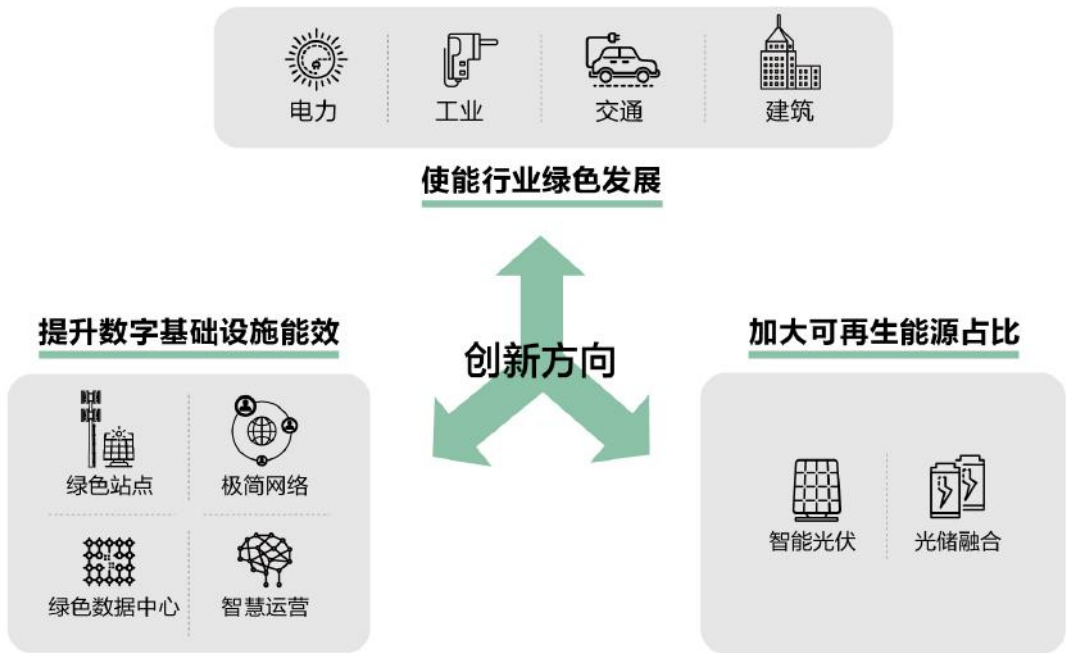 电力 工业 交通 建筑
使能行业绿色发展
提升数字基础设施能效
绿色站点 极简网络
绿色数据中心 智慧运营
创新方向
加大可再生能源占比
智能光伏 光储融合